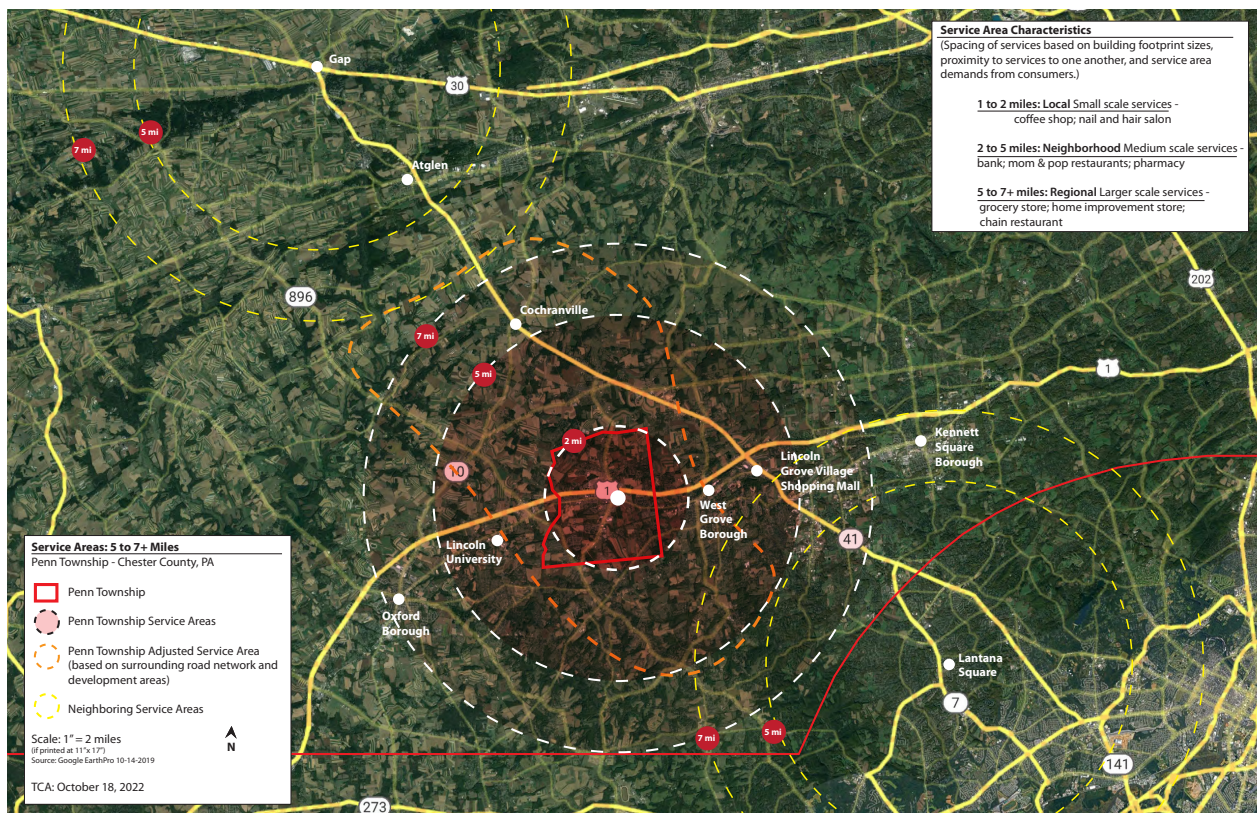 Service Area Characteristics
(Spacing of services based on building footprint sizes,
proximity to services to one another, and service area
demands from consumers.)
1 to 2 miles: Local Small scale services -
coffee shop; nail and hair salon
2 to 5 miles: Neighborhood Medium scale services -
bank; mom & pop restaurants; pharmacy
5 to 7+ miles: Regional Larger scale services -
grocery store; home improvement store;
chain restaurant
Gap
30
5 mi
7 mi
Atglen
202
896
Cochranville
7 mi
1
5 mi
2 mi
Kennett
Square
Borough
10
Lincoln
Grove Village
Shopping Mall
1
West
Grove
Borough
Lincoln
University
41
Oxford
Borough
Lantana
Square
7
7 mi
5 mi
141
273
Service Areas: 5 to 7+ Miles
Penn Township - Chester County, PA
Penn Township
Penn Township Service Areas
Penn Township Adjusted Service Area
(based on surrounding road network and
development areas)
Neighboring Service Areas
Scale: 1" = 2 miles
(if printed at 11"x 17")
Source: Google EarthPro 10-14-2019
N
TCA: October 18, 2022